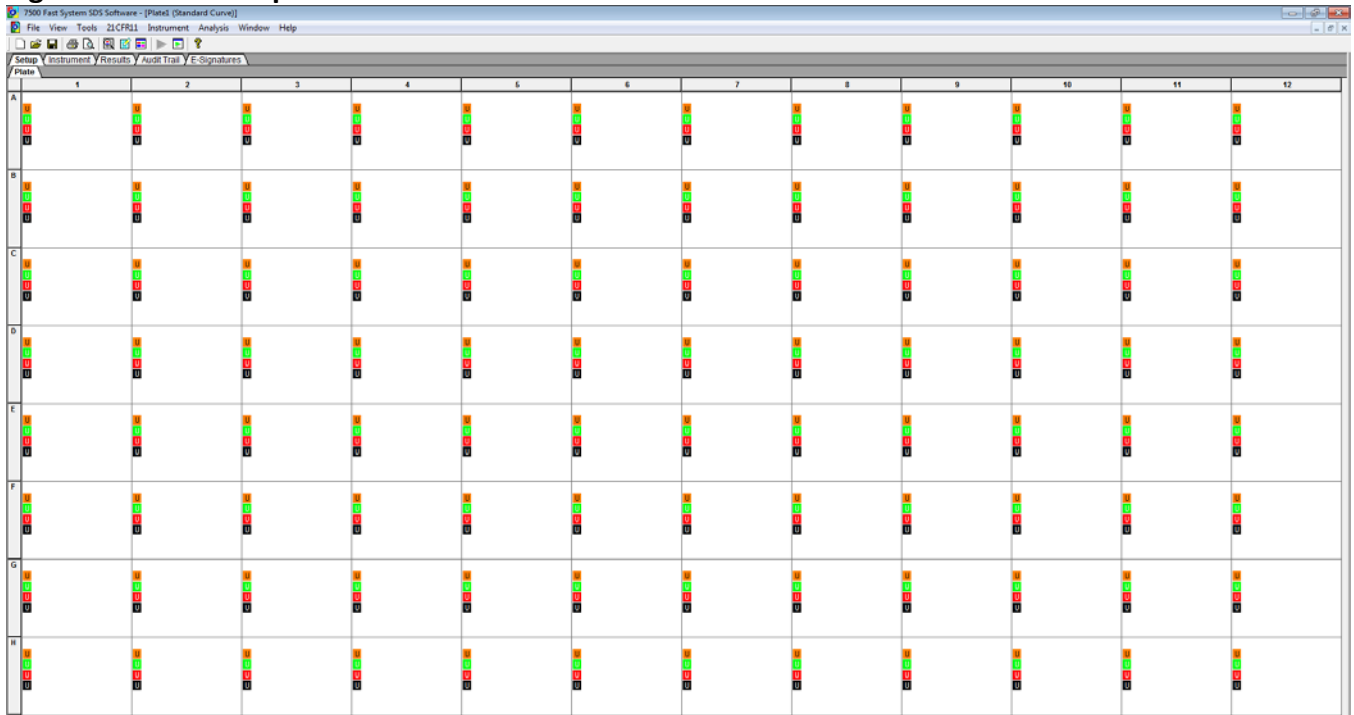 7500 Fast System SDS Software - [Plate1 (Standard Curve)]
File View Tools 21CFR11 Instrument Analysis Window Help
Setup Instrument Results Audit Trail E-Signatures
Plate
1 2 3 4 5 6 7 8 9 10 11 12
A
U U U U U U U U U U U U
U U U U U U U U U U U U
U U U U U U U U U U U U
U U U U U U U U U U U U
B
U U U U U U U U U U U U
U U U U U U U U U U U U
U U U U U U U U U U U U
U U U U U U U U U U U U
C
U U U U U U U U U U U U
U U U U U U U U U U U U
U U U U U U U U U U U U
U U U U U U U U U U U U
D
U U U U U U U U U U U U
U U U U U U U U U U U U
U U U U U U U U U U U U
U U U U U U U U U U U U
E
U U U U U U U U U U U U
U U U U U U U U U U U U
U U U U U U U U U U U U
U U U U U U U U U U U U
F
U U U U U U U U U U U U
U U U U U U U U U U U U
U U U U U U U U U U U U
U U U U U U U U U U U U
G
U U U U U U U U U U U U
U U U U U U U U U U U U
U U U U U U U U U U U U
U U U U U U U U U U U U
H
U U U U U U U U U U U U
U U U U U U U U U U U U
U U U U U U U U U U U U
U U U U U U U U U U U U